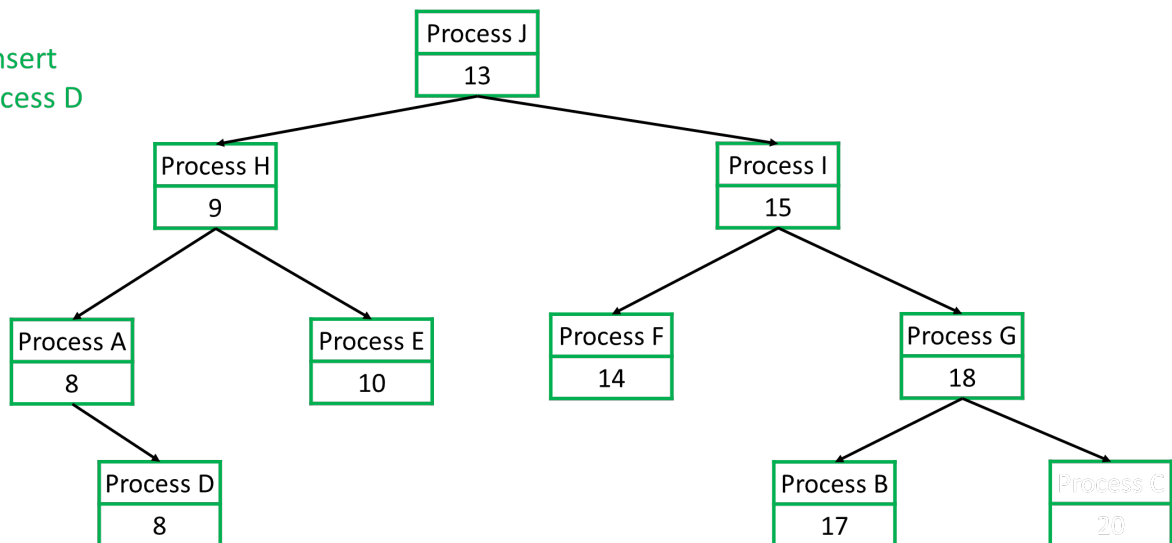 Process J
13
nsert
cess D
Process H
9
Process I
15
Process A
8
Process E
10
Process F
14
Process G
18
Process D
8
Process B
17
Process C
20